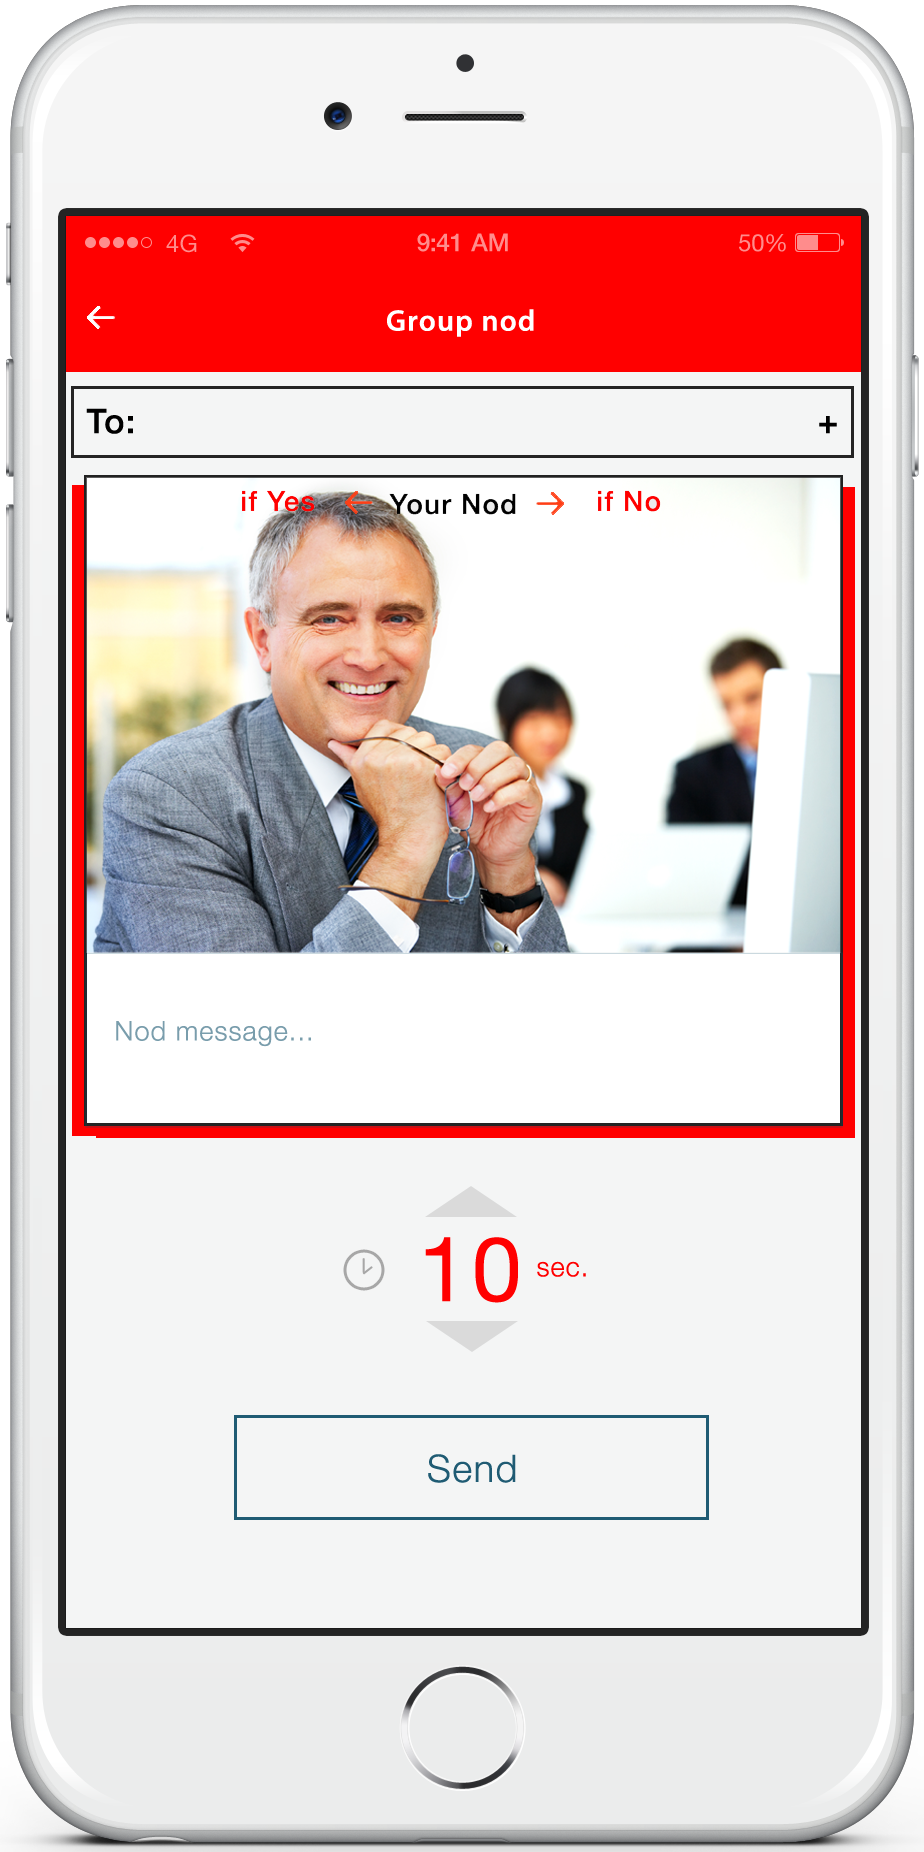 4G 9:41 AM 50%
Group nod
To: +
if Yes ← Your Nod → if No
Nod message...
10 sec.
Send